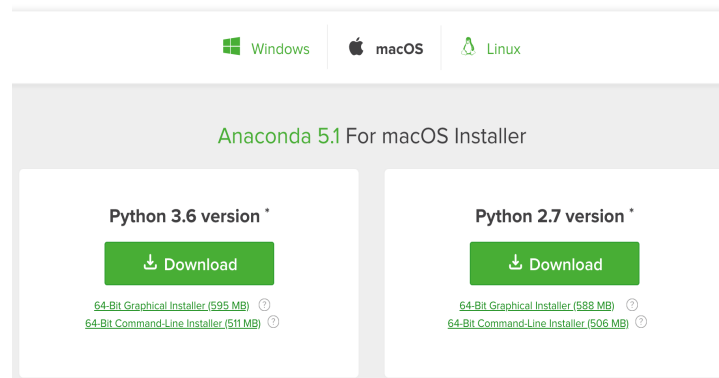 Windows macOS Linux
Anaconda 5.1 For macOS Installer
Python 3.6 version *
Download
64-Bit Graphical Installer (595 MB) ?
64-Bit Command-Line Installer (511 MB) ?
Python 2.7 version *
Download
64-Bit Graphical Installer (588 MB) ?
64-Bit Command-Line Installer (506 MB) ?